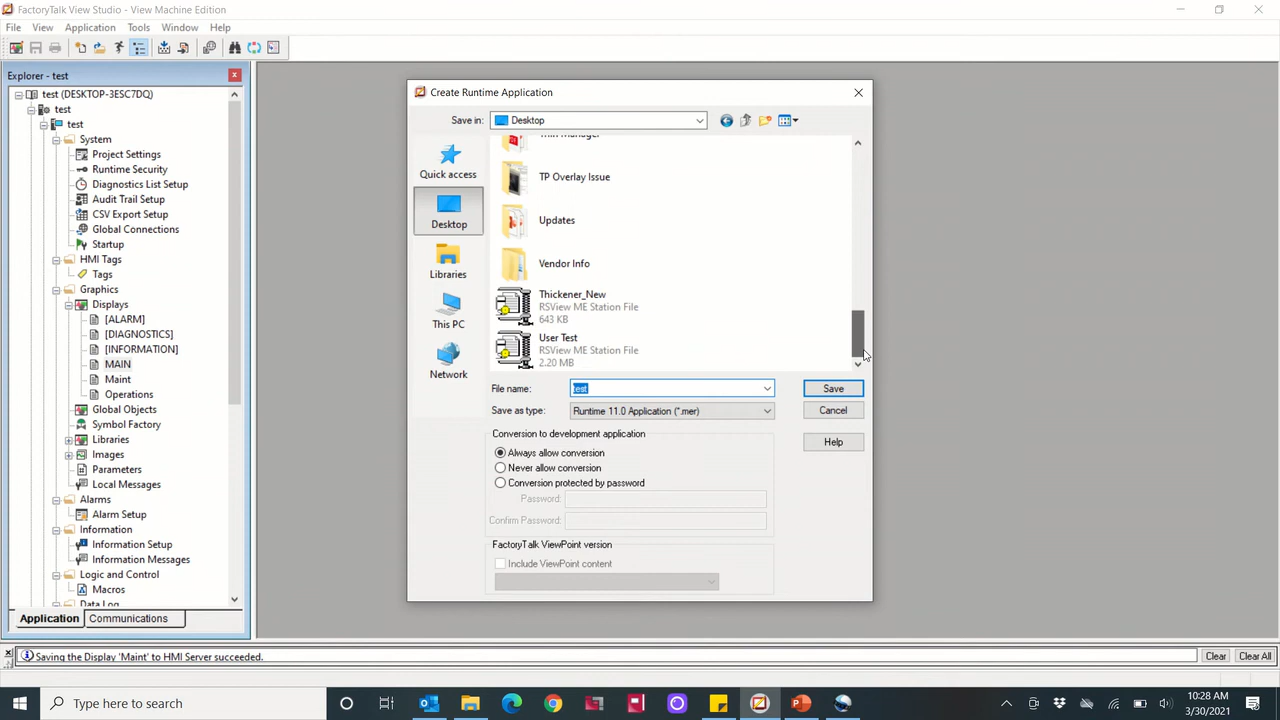 FactoryTalk View Studio - View Machine Edition
File View Application Tools Window Help
Explorer - test
test (DESKTOP-3ESC7DQ)
test
test
System
Project Settings
Runtime Security
Diagnostics List Setup
Audit Trail Setup
CSV Export Setup
Global Connections
Startup
HMI Tags
Tags
Graphics
Displays
[ALARM]
[DIAGNOSTICS]
[INFORMATION]
MAIN
Maint
Operations
Global Objects
Symbol Factory
Libraries
Images
Parameters
Local Messages
Alarms
Alarm Setup
Information
Information Setup
Information Messages
Logic and Control
Macros
Data Log
Application Communications
Create Runtime Application
Save in: Desktop
Quick access
Desktop
Libraries
This PC
Network
Thin Manager
TP Overlay Issue
Updates
Vendor Info
Thickener_New
RSView ME Station File
643 KB
User Test
RSView ME Station File
2.20 MB
File name: test Save
Save as type: Runtime 11.0 Application (*.mer) Cancel
Help
Conversion to development application
Always allow conversion
Never allow conversion
Conversion protected by password
Password:
Confirm Password:
FactoryTalk ViewPoint version
Include ViewPoint content
Saving the Display 'Maint' to HMI Server succeeded. Clear Clear All
Type here to search
10:28 AM
3/30/2021